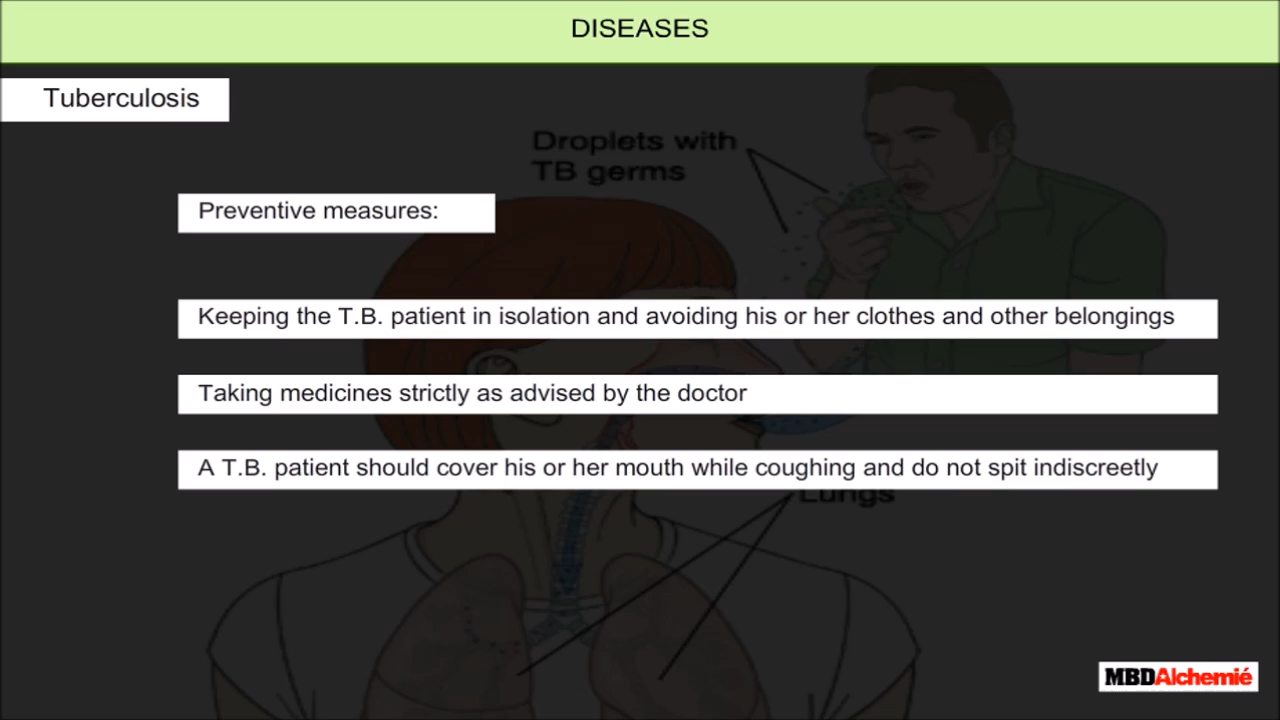 DISEASES
Tuberculosis
Droplets with
TB germs
Preventive measures:
Keeping the T.B. patient in isolation and avoiding his or her clothes and other belongings
Taking medicines strictly as advised by the doctor
A T.B. patient should cover his or her mouth while coughing and do not spit indiscreetly
Lungs
MBDAlchemié